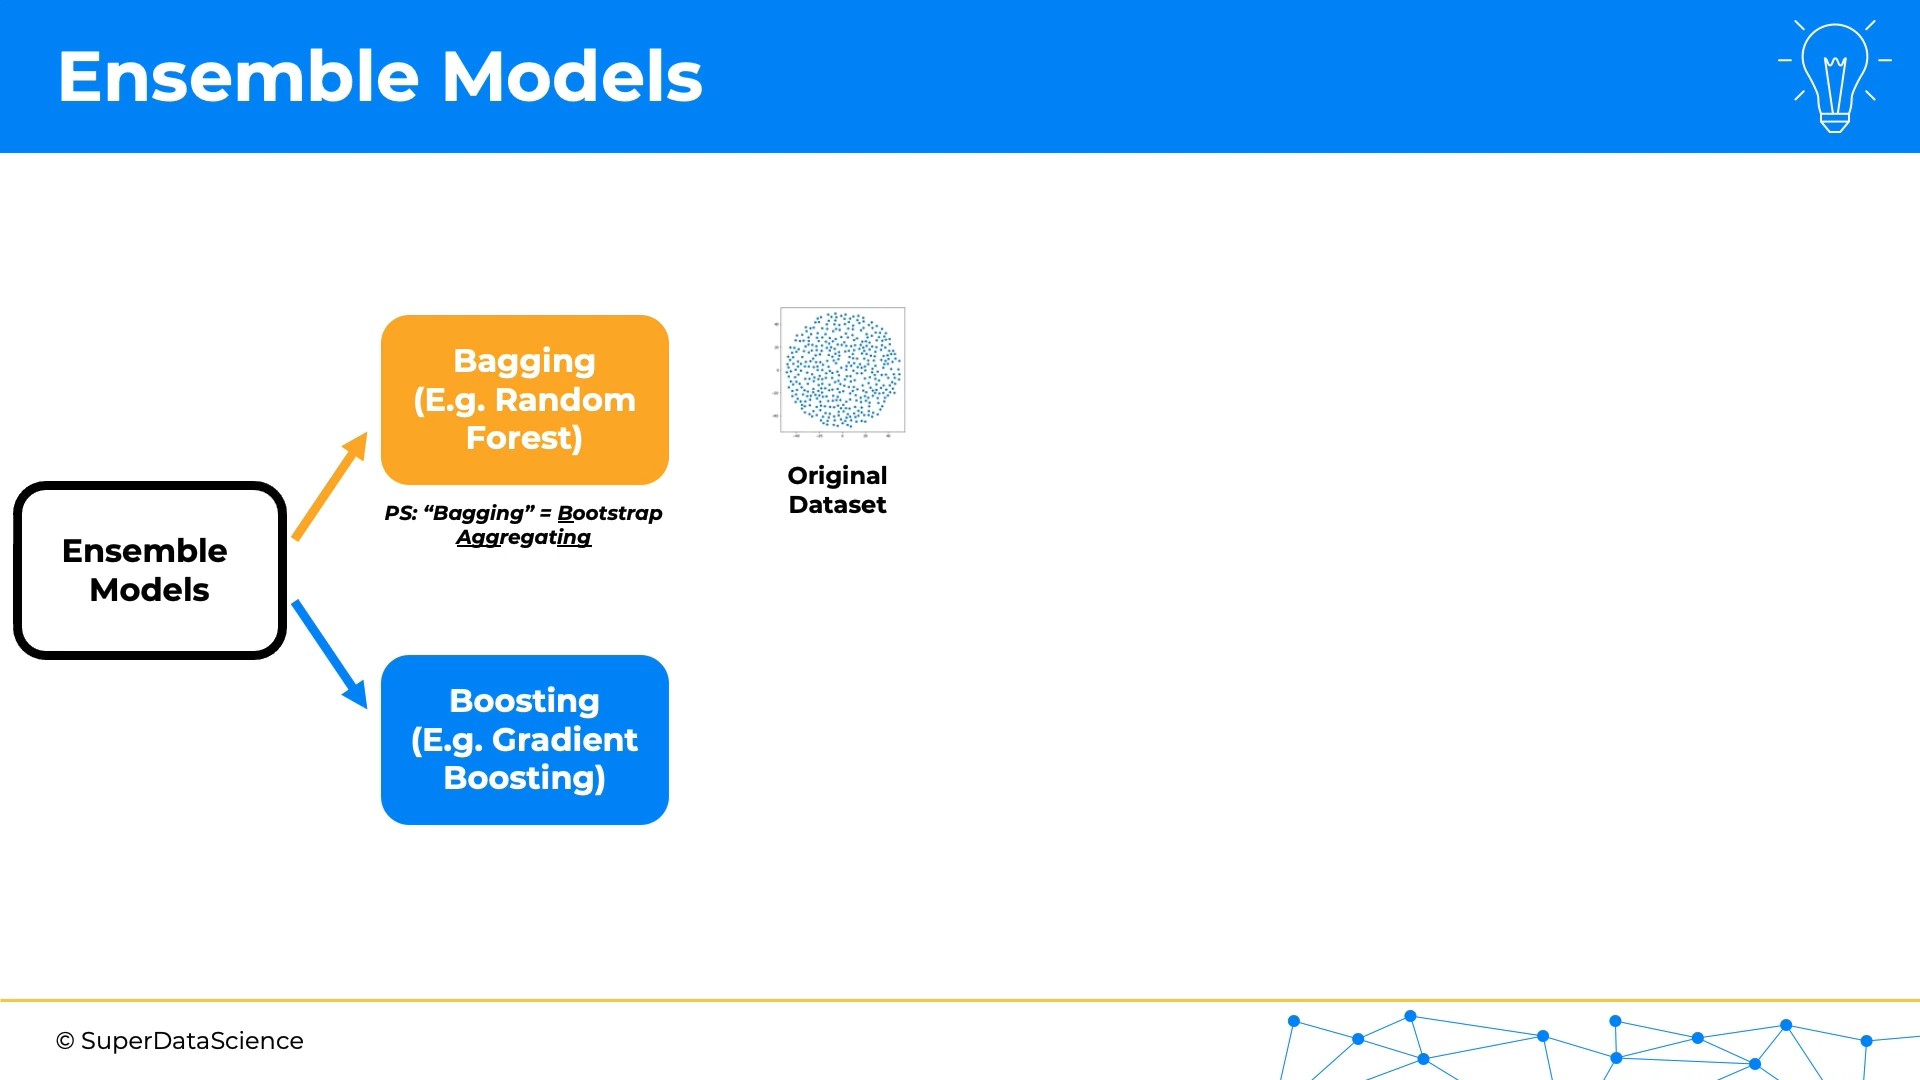 Ensemble Models
Bagging
(E.g. Random
Forest)
PS: “Bagging” = Bootstrap
Aggregating
Original
Dataset
Ensemble
Models
Boosting
(E.g. Gradient
Boosting)
© SuperDataScience